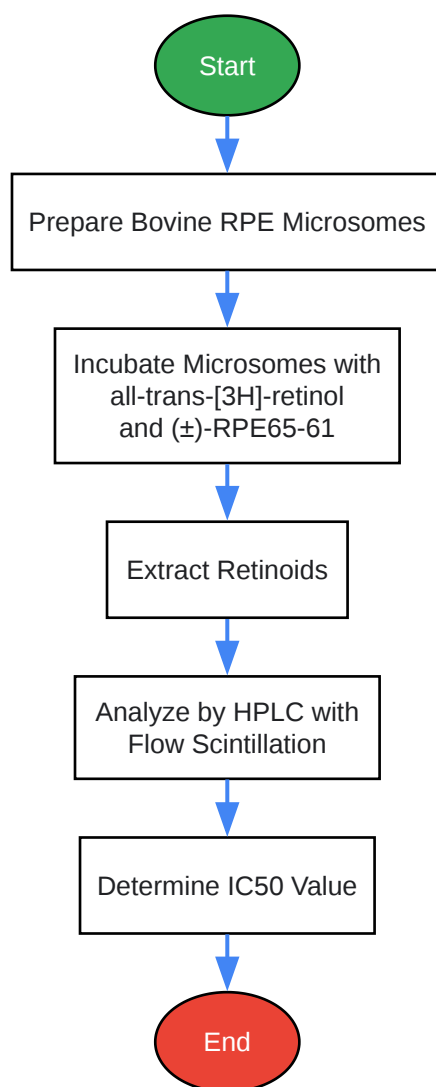 Start
Prepare Bovine RPE Microsomes
Incubate Microsomes with
all-trans-[3H]-retinol
and (±)-RPE65-61
Extract Retinoids
Analyze by HPLC with
Flow Scintillation
Determine IC50 Value
End